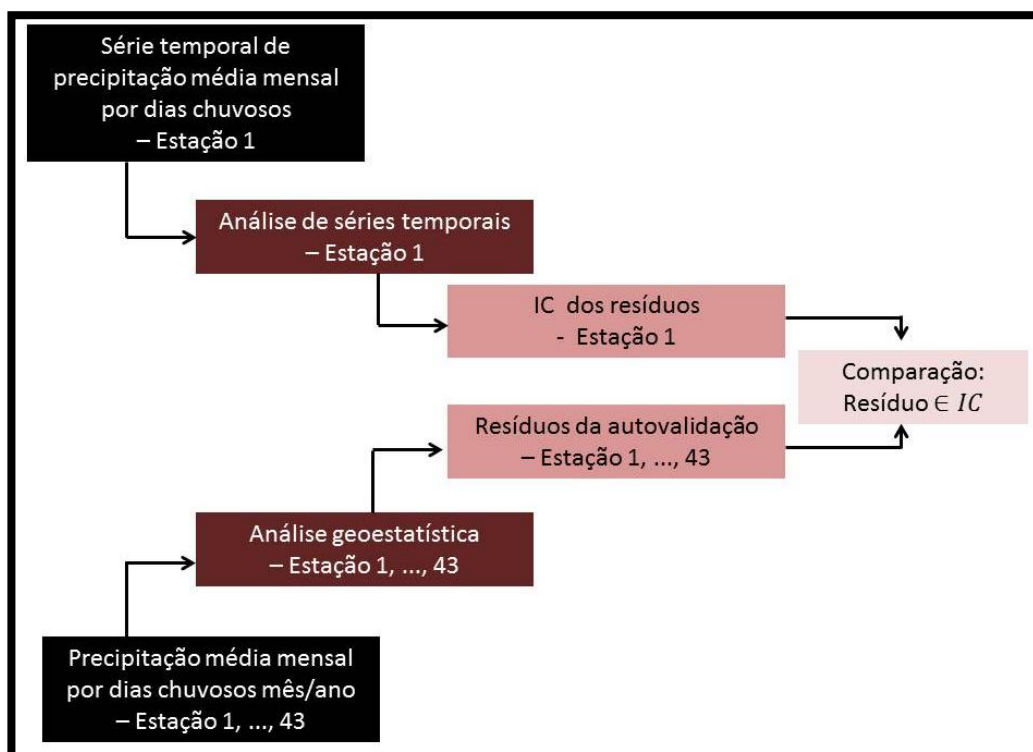 Série temporal de
precipitação média mensal
por dias chuvosos
– Estação 1
Análise de séries temporais
– Estação 1
IC dos resíduos
- Estação 1
Comparação:
Resíduo ∈ IC
Resíduos da autovalidação
– Estação 1, ..., 43
Análise geoestatística
– Estação 1, ..., 43
Precipitação média mensal
por dias chuvosos mês/ano
– Estação 1, ..., 43